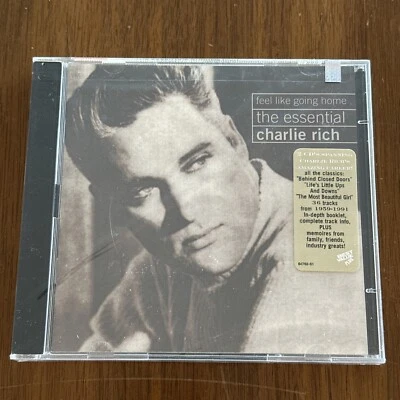 feel like going home
the essential
charlie rich
all the classics:
"Behind Closed Doors"
"Life's Little Ups
And Downs"
"The Most Beautiful Girl"
36 tracks
from 1959-1991
In-depth booklet,
complete track info,
PLUS
memoires from
family, friends,
industry greats!